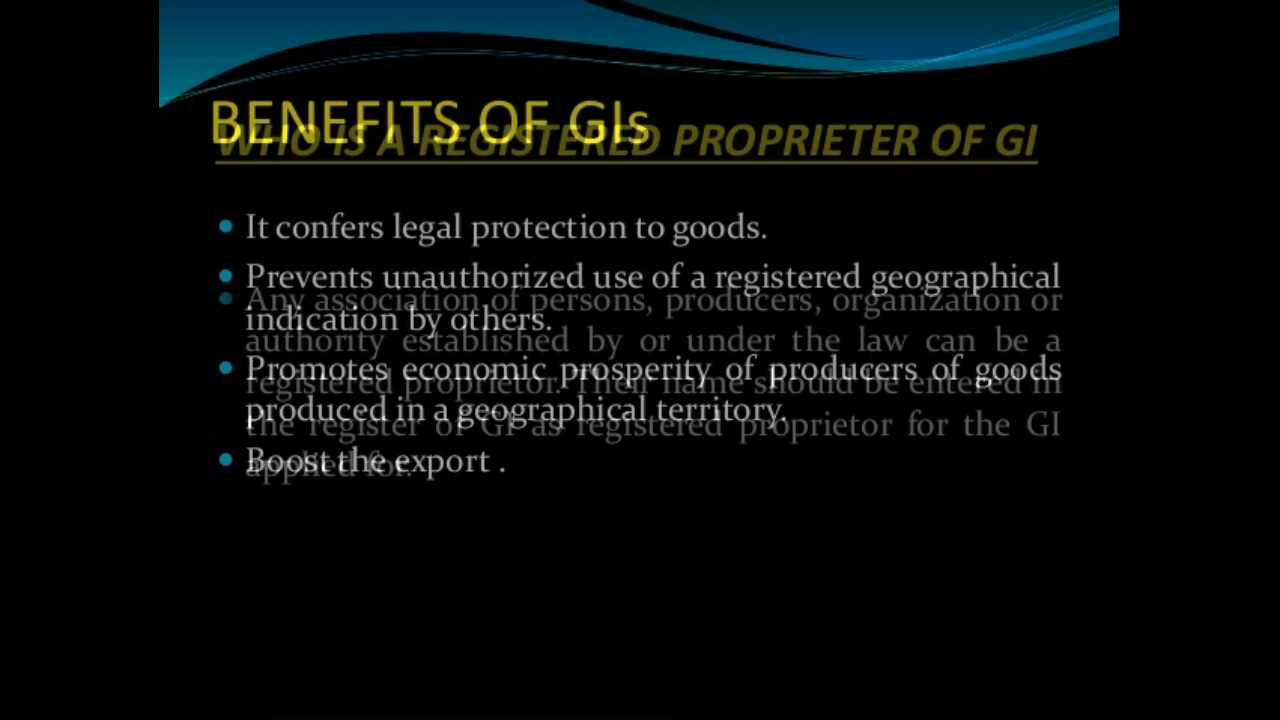 BENEFITS OF GIs
WHO IS A REGISTERED PROPRIETER OF GI
It confers legal protection to goods.
Prevents unauthorized use of a registered geographical
indication by others.
Promotes economic prosperity of producers of goods
produced in a geographical territory.
Boost the export .
Any association of persons, producers, organization or
authority established by or under the law can be a
registered proprietor. Their name should be entered in
the register of GI as registered proprietor for the GI
applied for.